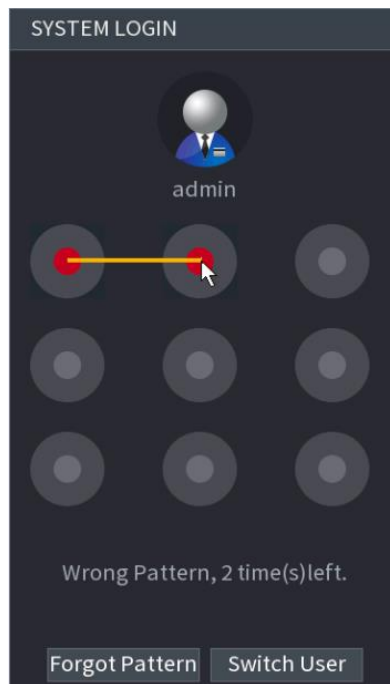 SYSTEM LOGIN
admin
Wrong Pattern, 2 time(s)left.
Forgot Pattern
Switch User